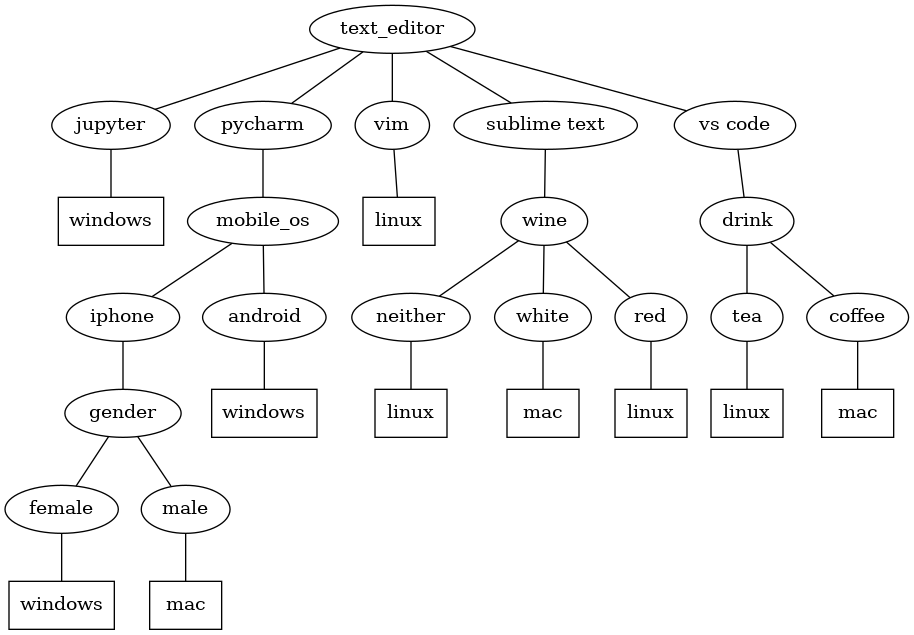 text_editor
jupyter
pycharm
vim
sublime text
vs code
windows
mobile_os
linux
wine
drink
iphone
android
neither
white
red
tea
coffee
gender
windows
linux
mac
linux
linux
mac
female
male
windows
mac